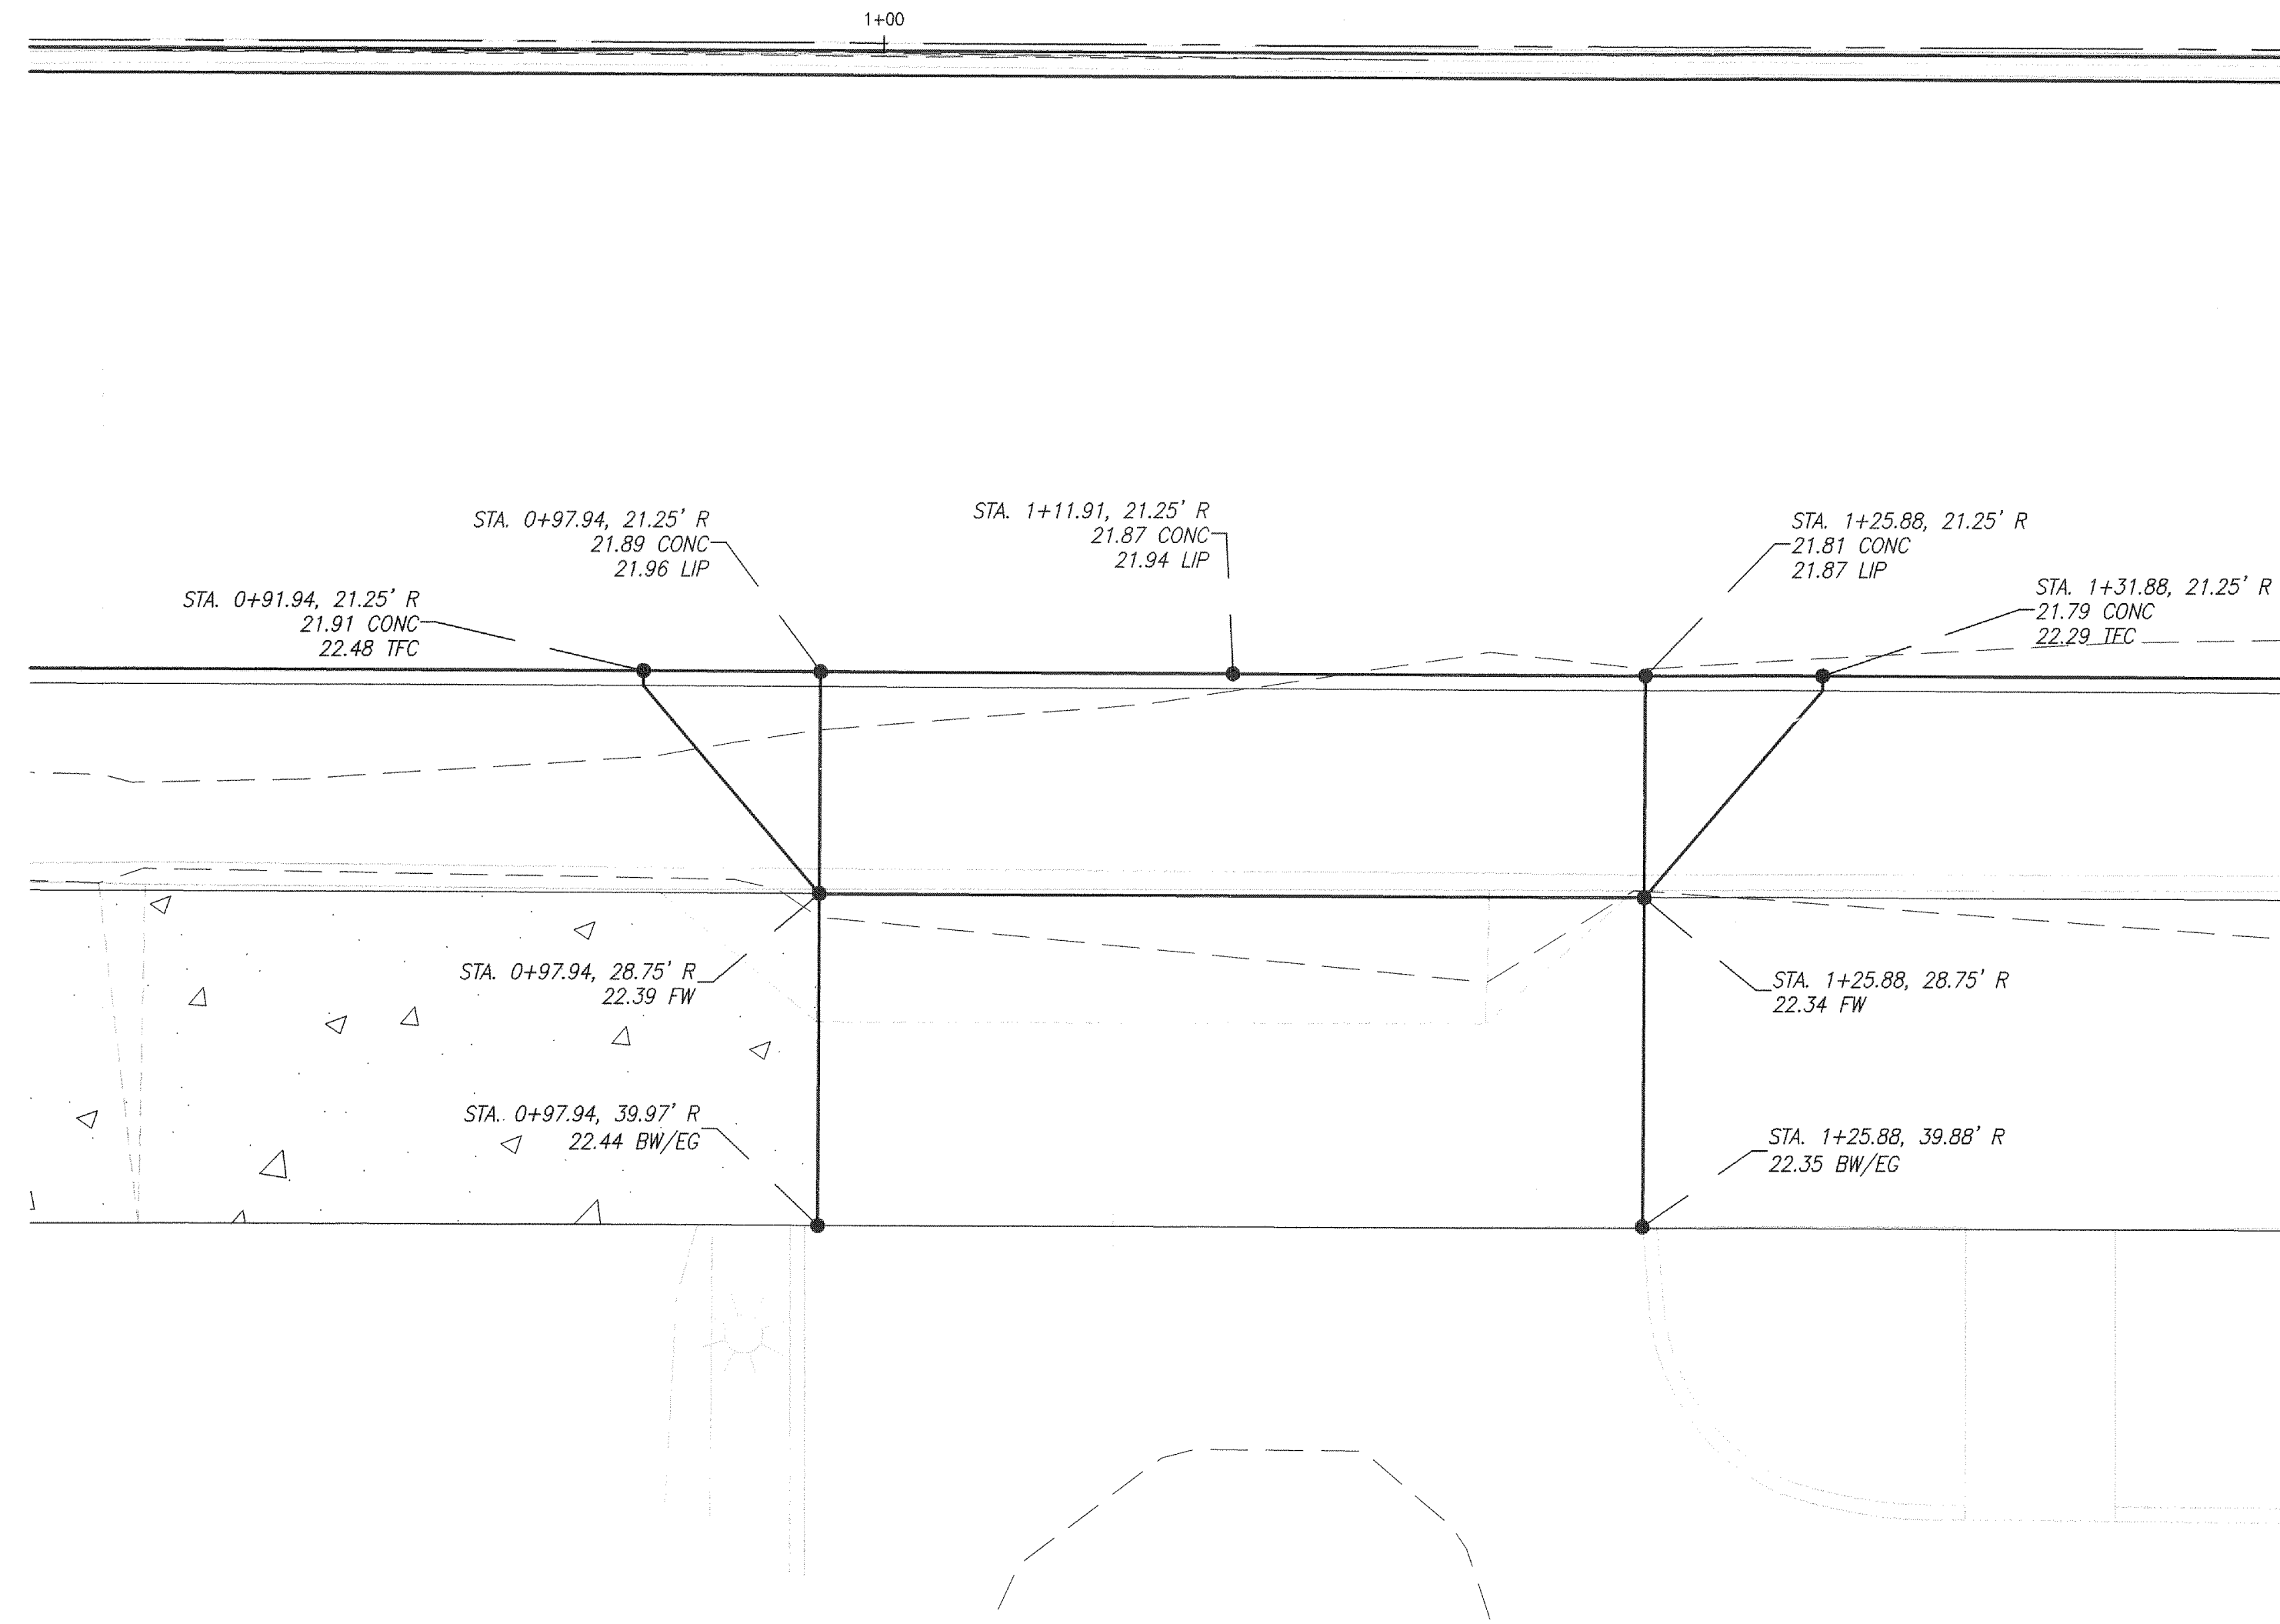 1+00
STA. 0+97.94, 21.25' R
21.89 CONC
21.96 LIP
STA. 1+11.91, 21.25' R
21.87 CONC
21.94 LIP
STA. 1+25.88, 21.25' R
21.81 CONC
21.87 LIP
STA. 0+91.94, 21.25' R
21.91 CONC
22.48 TFC
STA. 1+31.88, 21.25' R
21.79 CONC
22.29 TFC
STA. 0+97.94, 28.75' R
22.39 FW
STA. 1+25.88, 28.75' R
22.34 FW
STA. 0+97.94, 39.97' R
22.44 BW/EG
STA. 1+25.88, 39.88' R
22.35 BW/EG